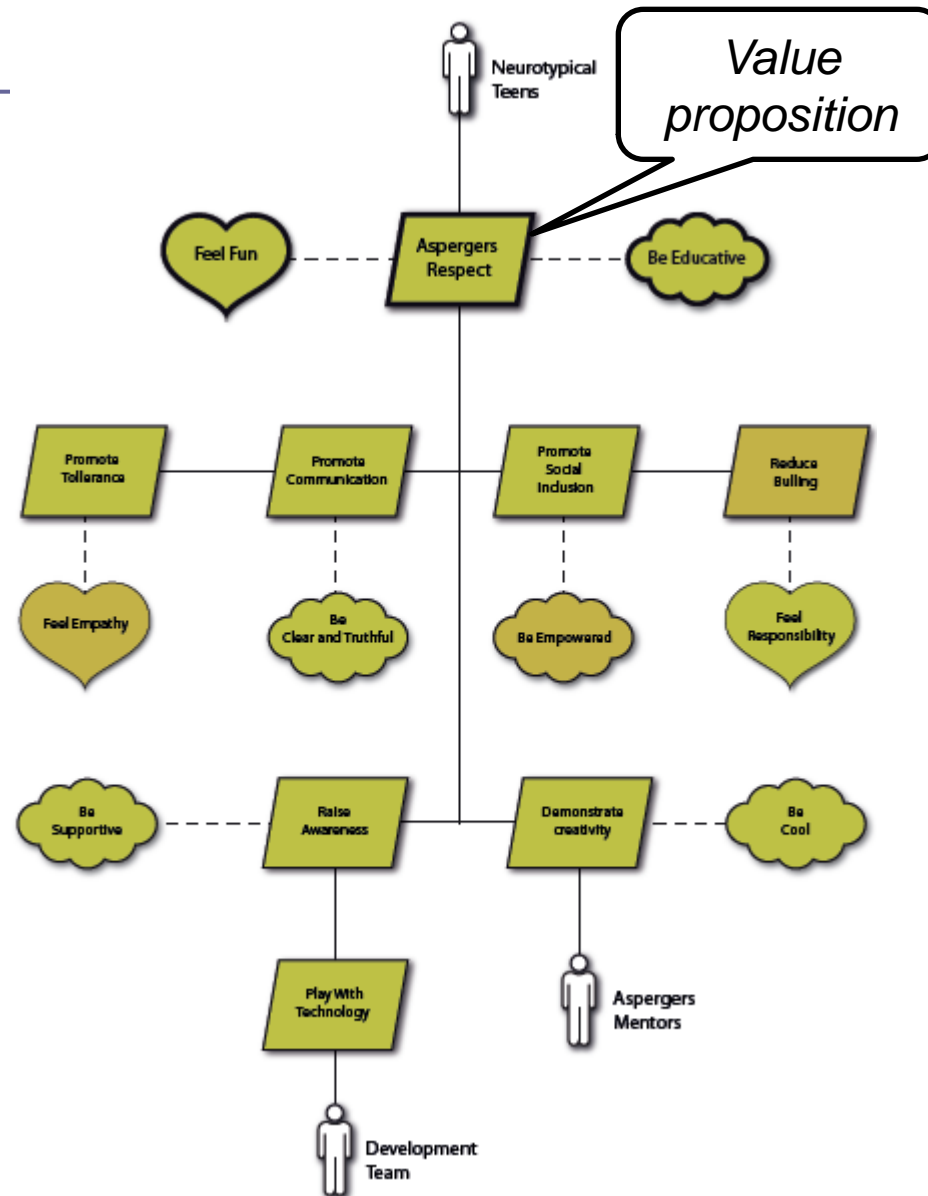 Neurotypical
Teens
Value
proposition
Feel Fun
Aspergers
Respect
Be Educative
Promote
Tollerance
Promote
Communication
Promote
Social
Inclusion
Reduce
Bulling
Feel Empathy
Be
Clear and Truthful
Be Empowered
Feel
Responsibility
Be
Supportive
Raise
Awareness
Demonstrate
creativity
Be
Cool
Play With
Technology
Aspergers
Mentors
Development
Team